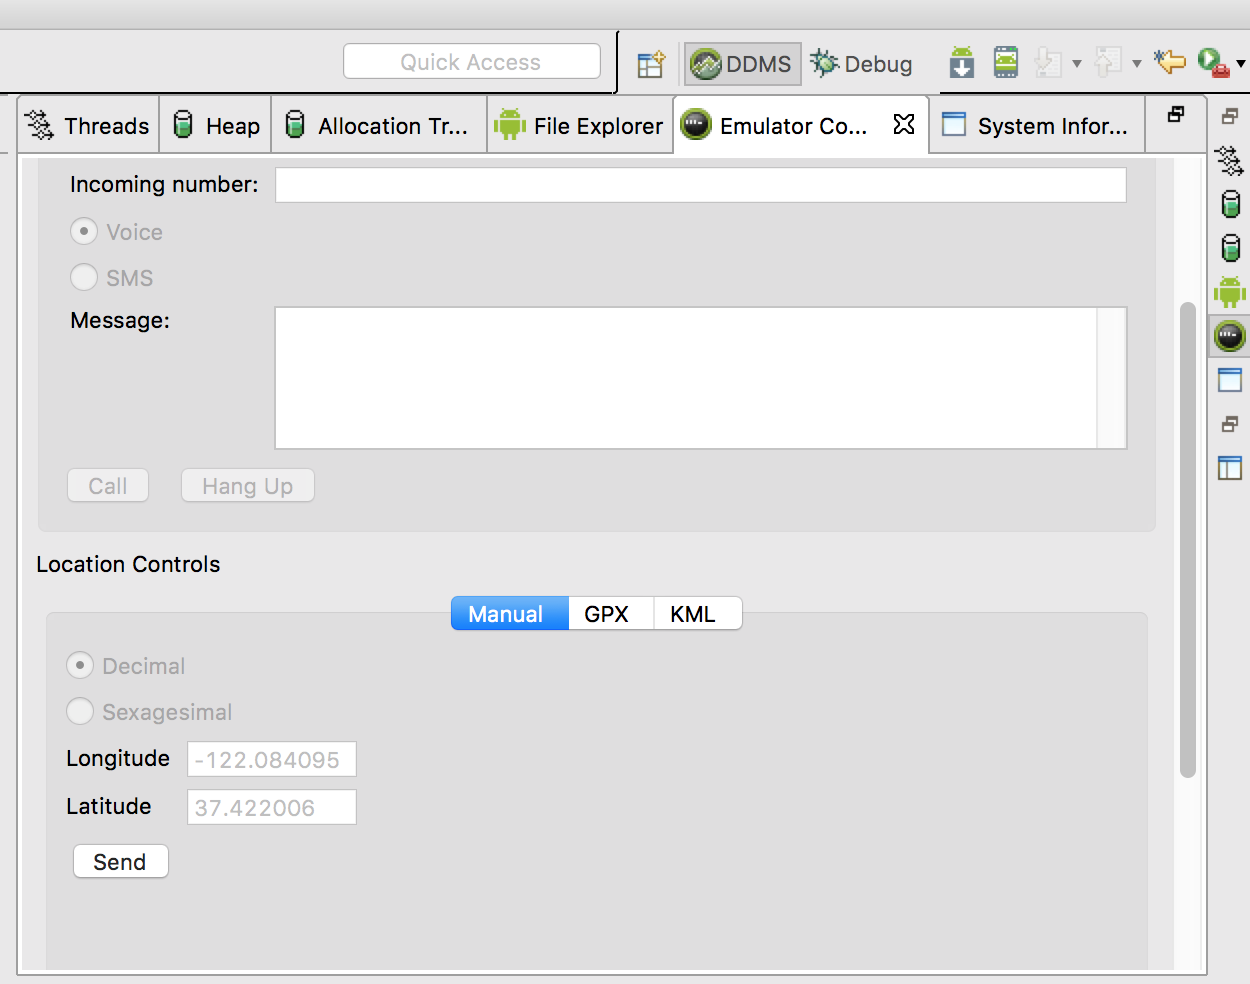 Quick Access
DDMS
Debug
Threads
Heap
Allocation Tr...
File Explorer
Emulator Co...
System Infor...
Incoming number:
Voice
SMS
Message:
Call
Hang Up
Location Controls
Manual
GPX
KML
Decimal
Sexagesimal
Longitude
-122.084095
Latitude
37.422006
Send